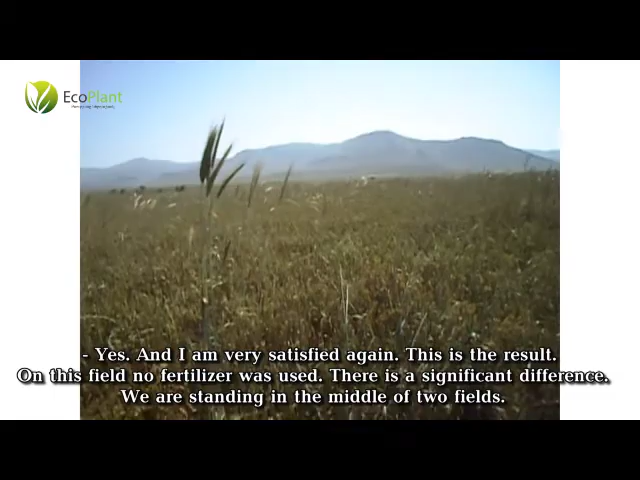 EcoPlant
- Yes. And I am very satisfied again. This is the result.
On this field no fertilizer was used. There is a significant difference.
We are standing in the middle of two fields.